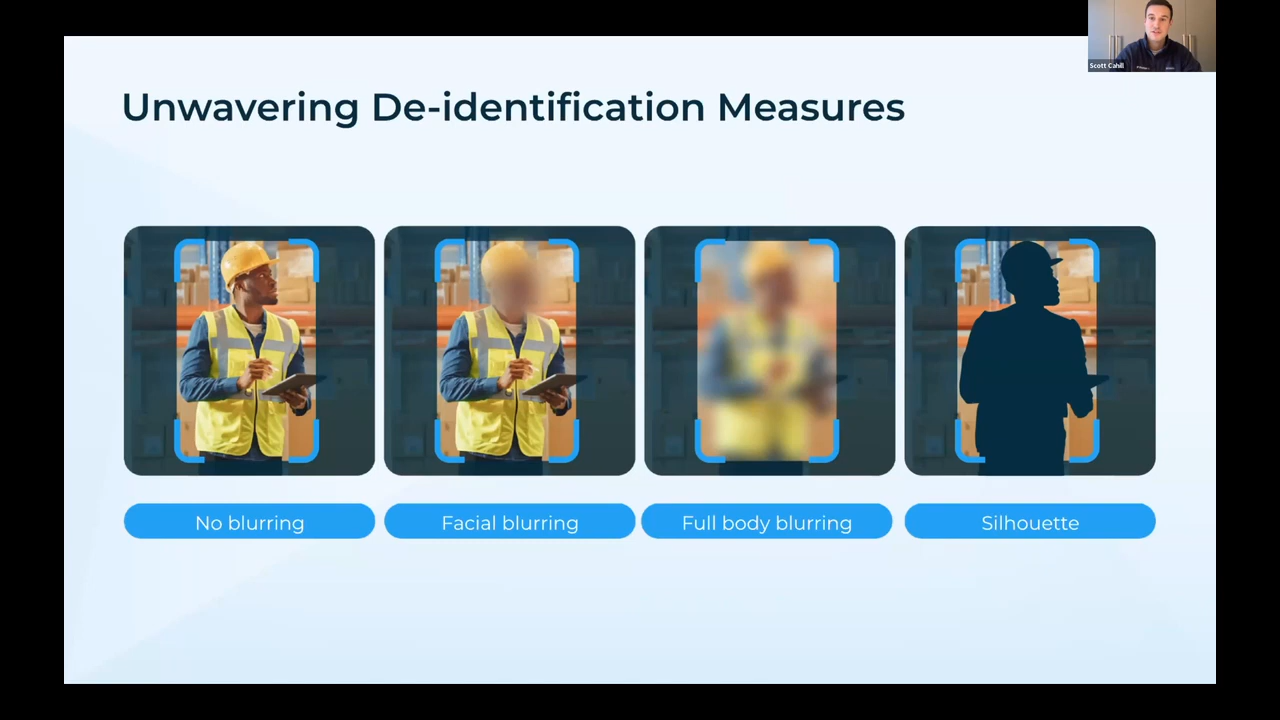 Scott Cahill
Unwavering De-identification Measures
No blurring
Facial blurring
Full body blurring
Silhouette